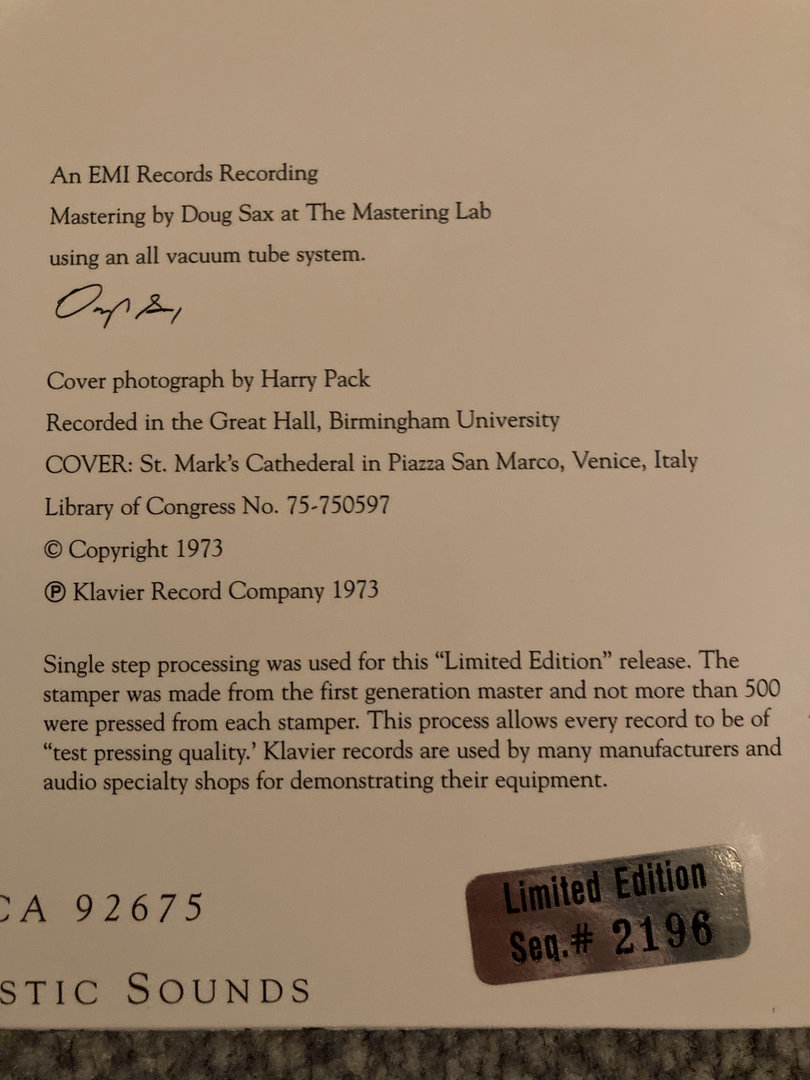 An EMI Records Recording
Mastering by Doug Sax at The Mastering Lab
using an all vacuum tube system.
Cover photograph by Harry Pack
Recorded in the Great Hall, Birmingham University
COVER: St. Mark's Cathederal in Piazza San Marco, Venice, Italy
Library of Congress No. 75-750597
© Copyright 1973
℗ Klavier Record Company 1973
Single step processing was used for this “Limited Edition” release. The
stamper was made from the first generation master and not more than 500
were pressed from each stamper. This process allows every record to be of
“test pressing quality.’ Klavier records are used by many manufacturers and
audio specialty shops for demonstrating their equipment.
CA 92675
STIC SOUNDS
Limited Edition
Seq.# 2196